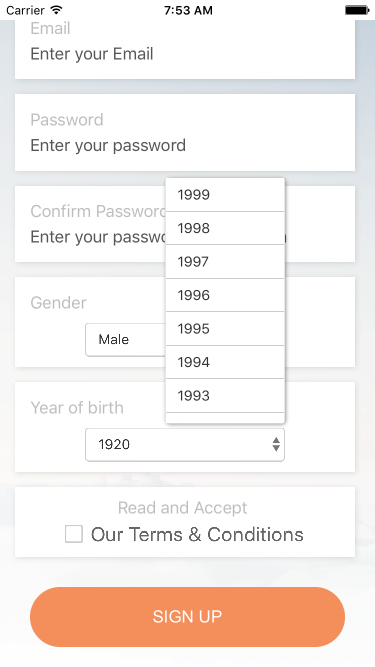 Carrier 7:53 AM
Email
Enter your Email
Password
Enter your password
1999
Confirm Password
1998
Enter your passwo
1997
1996
Gender
1995
Male
1994
1993
Year of birth
1920
Read and Accept
Our Terms & Conditions
SIGN UP